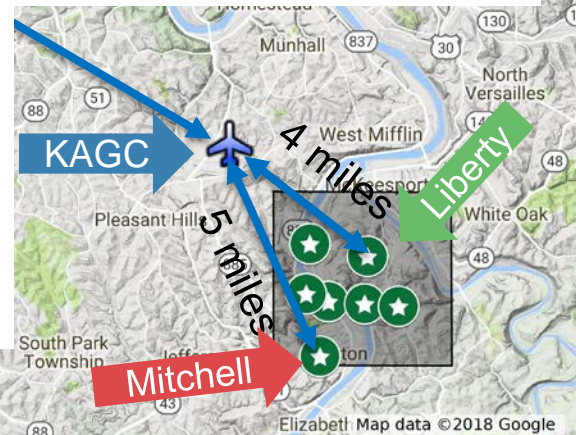 Homestead
130
Munhall
837
30
North
Versailles
51
88
KAGC
West Mifflin
4 miles
Liberty
48
Pleasant Hills
White Oak
5 miles
88
48
South Park
Township
Mitchell
43
Elizabeth
Map data ©2018 Google